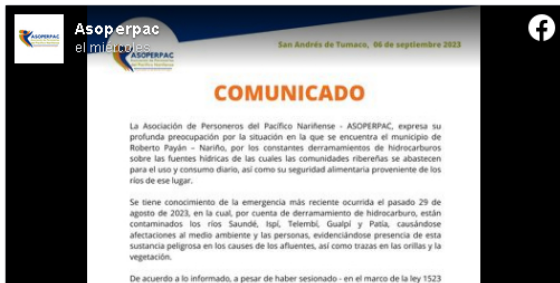 Asoperpac
el miércoles
ASOPERPAC
San Andrés de Tumaco, 06 de septiembre 2023
ASOPERPAC
COMUNICADO
La Asociación de Personeros del Pacífico Nariñense - ASOPERPAC, expresa su
profunda preocupación por la situación en la que se encuentra el municipio de
Roberto Payán – Nariño, por los constantes derramamientos de hidrocarburos
sobre las fuentes hídricas de las cuales las comunidades ribereñas se abastecen
para el uso y consumo diario, así como su seguridad alimentaria proveniente de los
ríos de ese lugar.
Se tiene conocimiento de la emergencia más reciente ocurrida el pasado 29 de
agosto de 2023, en la cual, por cuenta de derramamiento de hidrocarburo, están
contaminados los ríos Saunde, Ispí, Telembí, Gualpí y Patía, causándose
afectaciones al medio ambiente y las personas, evidenciándose presencia de esta
sustancia peligrosa en los causes de los afluentes, así como trazas en las orillas y la
vegetación.
De acuerdo a lo informado, a pesar de haber sesionado - en el marco de la ley 1523